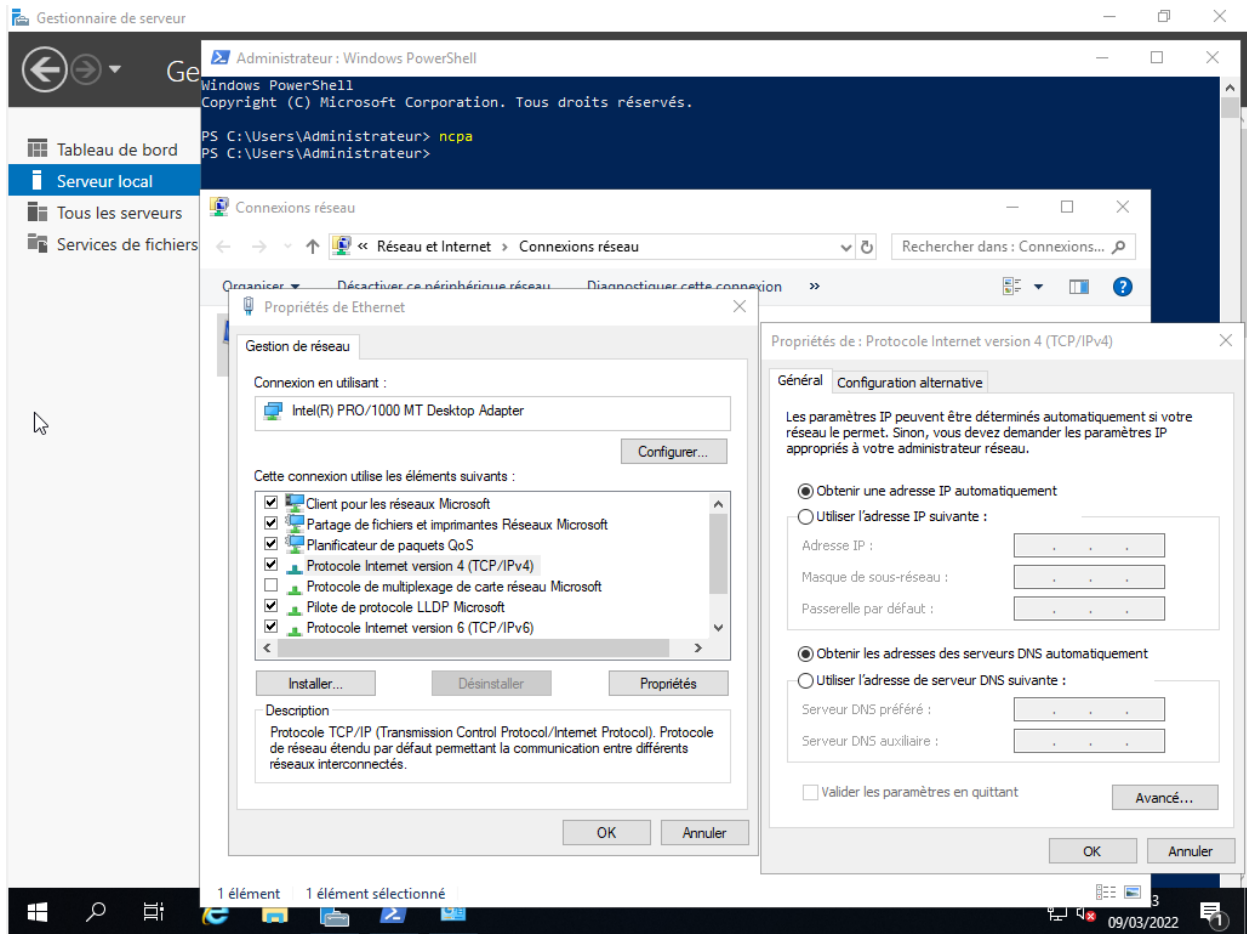 Gestionnaire de serveur
Ge
Administrateur : Windows PowerShell
Windows PowerShell
Copyright (C) Microsoft Corporation. Tous droits réservés.
PS C:\Users\Administrateur> ncpa
PS C:\Users\Administrateur>
Tableau de bord
Serveur local
Tous les serveurs
Services de fichiers
Connexions réseau
« Réseau et Internet › Connexions réseau
Rechercher dans : Connexions...
Organiser
Désactiver ce périphérique réseau
Diagnostiquer cette connexion
»
Propriétés de Ethernet
Gestion de réseau
Connexion en utilisant :
Intel(R) PRO/1000 MT Desktop Adapter
Configurer...
Cette connexion utilise les éléments suivants :
Client pour les réseaux Microsoft
Partage de fichiers et imprimantes Réseaux Microsoft
Planificateur de paquets QoS
Protocole Internet version 4 (TCP/IPv4)
Protocole de multiplexage de carte réseau Microsoft
Pilote de protocole LLDP Microsoft
Protocole Internet version 6 (TCP/IPv6)
Installer...
Désinstaller
Propriétés
Description
Protocole TCP/IP (Transmission Control Protocol/Internet Protocol). Protocole
de réseau étendu par défaut permettant la communication entre différents
réseaux interconnectés.
OK
Annuler
Propriétés de : Protocole Internet version 4 (TCP/IPv4)
Général
Configuration alternative
Les paramètres IP peuvent être déterminés automatiquement si votre
réseau le permet. Sinon, vous devez demander les paramètres IP
appropriés à votre administrateur réseau.
Obtenir une adresse IP automatiquement
Utiliser l'adresse IP suivante :
Adresse IP :
Masque de sous-réseau :
Passerelle par défaut :
Obtenir les adresses des serveurs DNS automatiquement
Utiliser l'adresse de serveur DNS suivante :
Serveur DNS préféré :
Serveur DNS auxiliaire :
Valider les paramètres en quittant
Avancé...
OK
Annuler
1 élément
1 élément sélectionné
3
09/03/2022
1